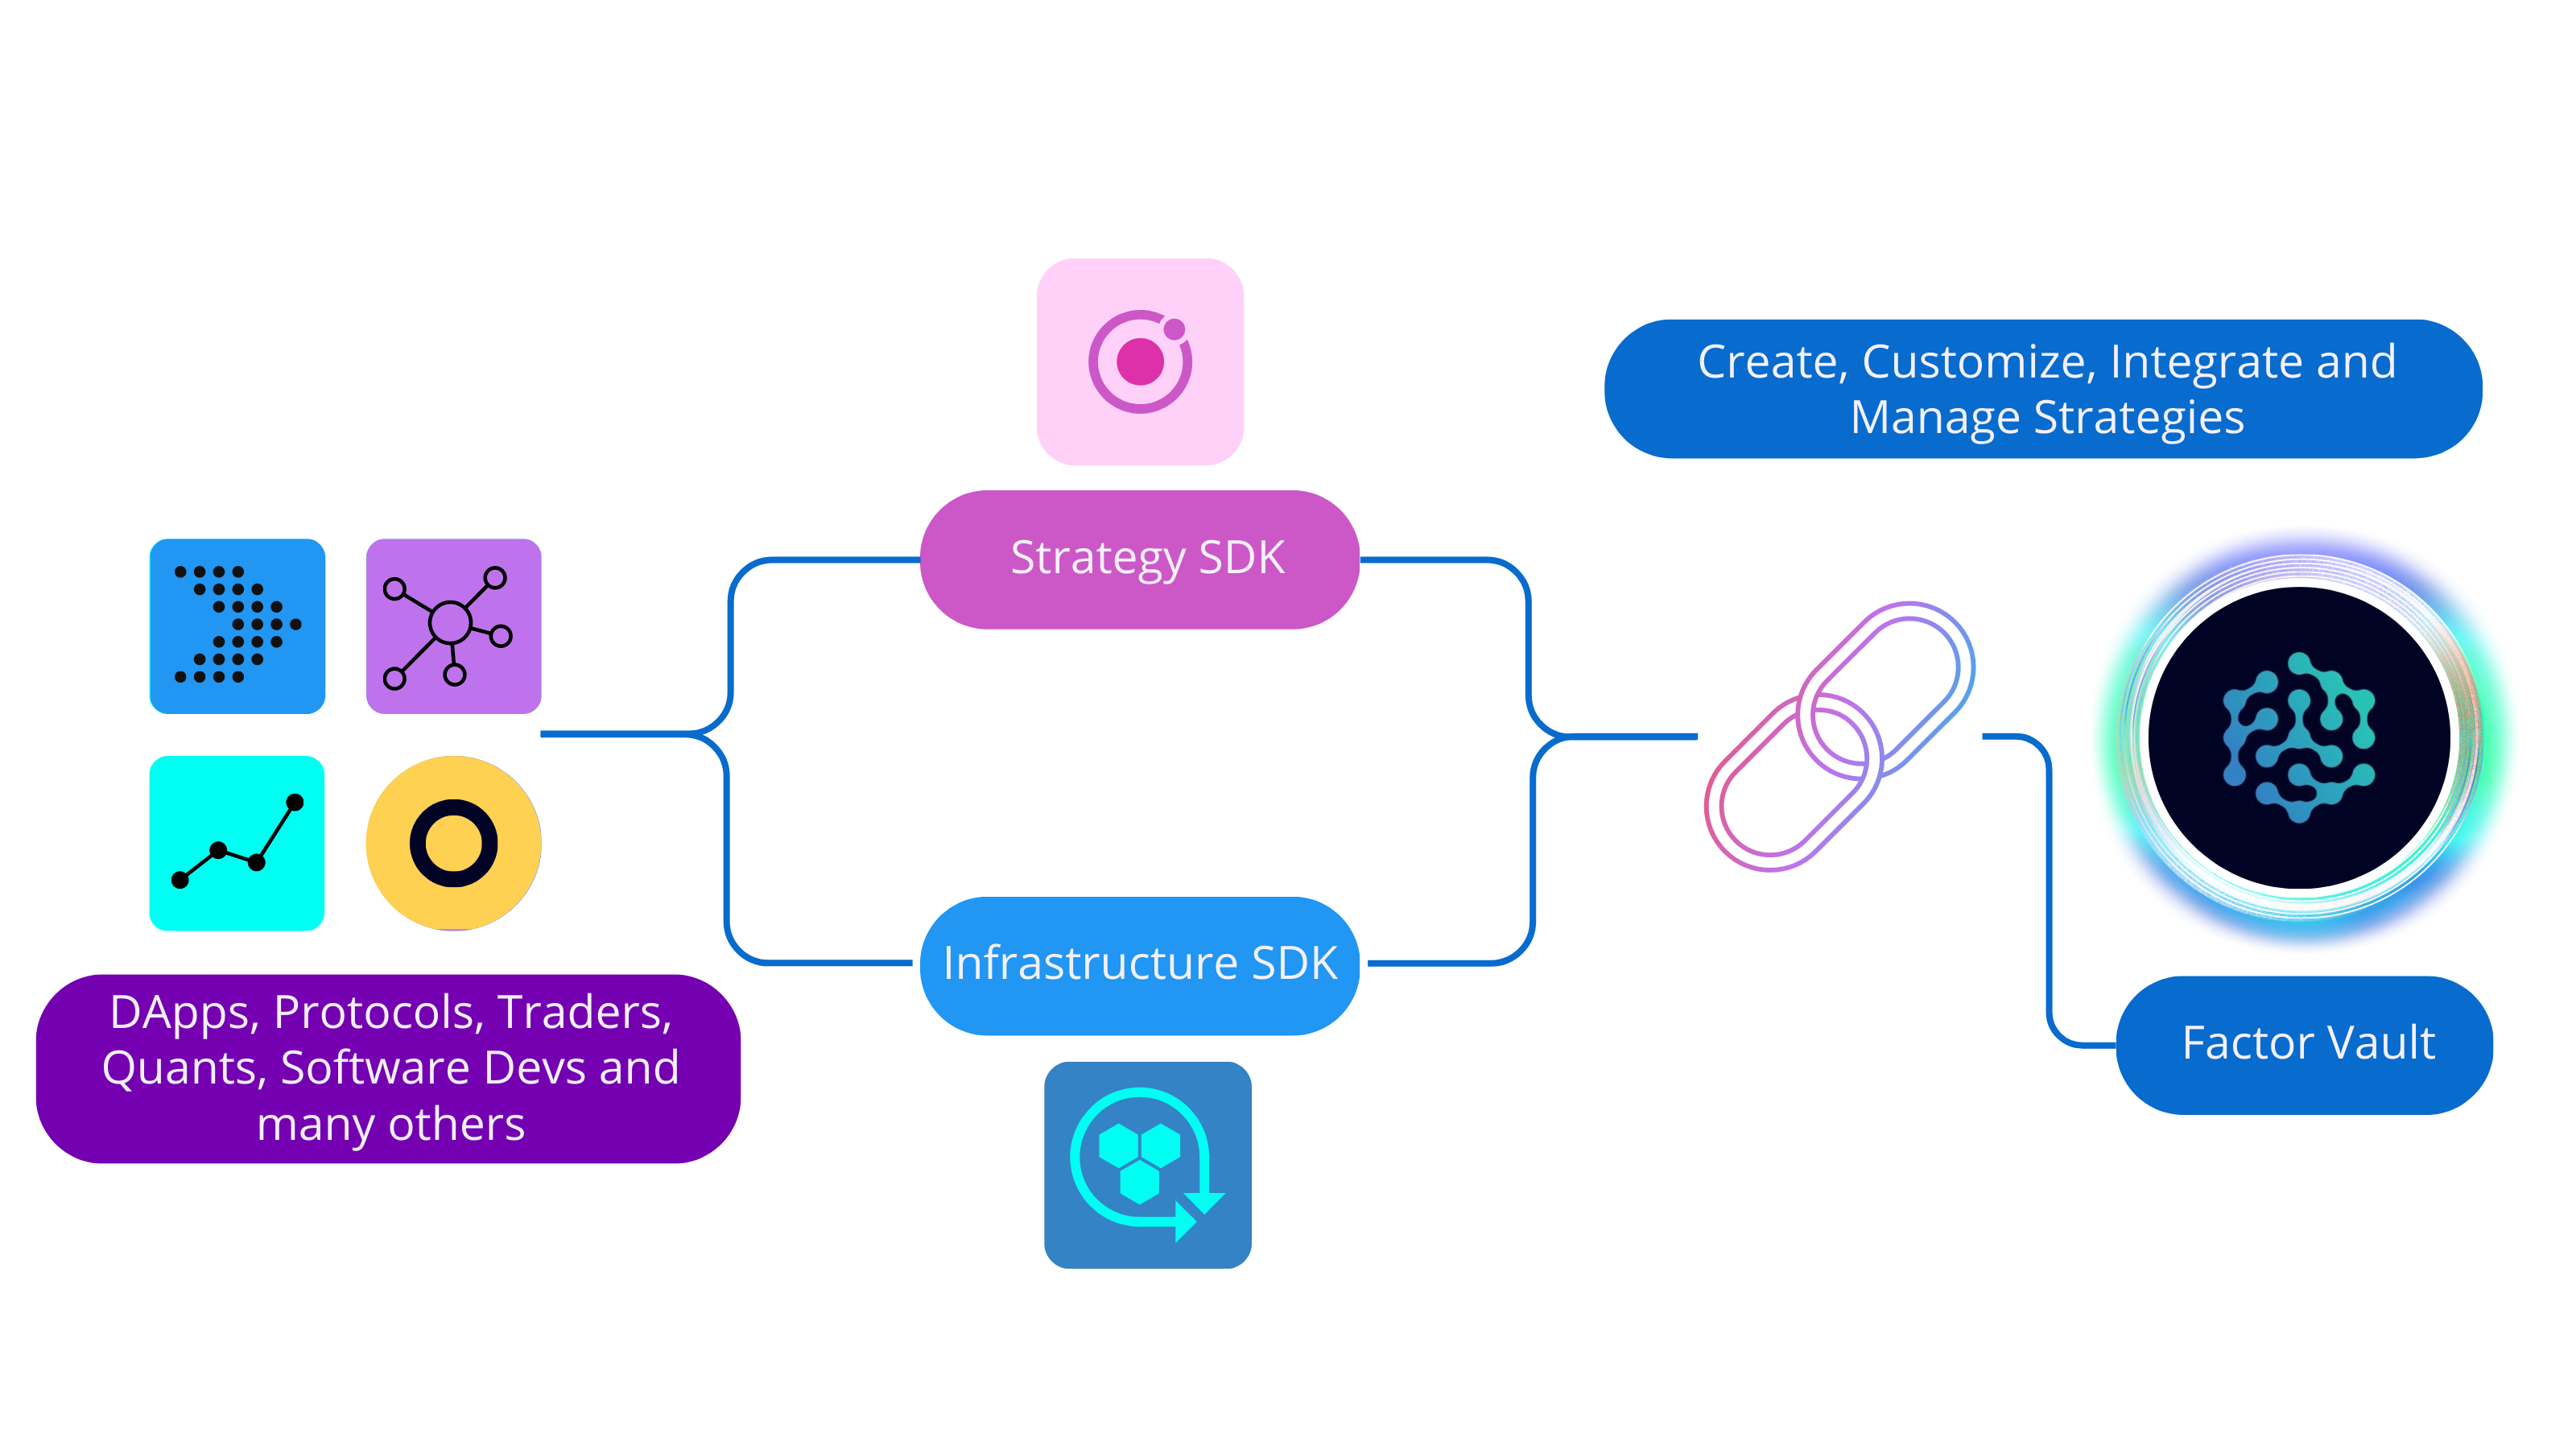 Create, Customize, Integrate and
Manage Strategies
Strategy SDK
Infrastructure SDK
DApps, Protocols, Traders,
Quants, Software Devs and
many others
Factor Vault